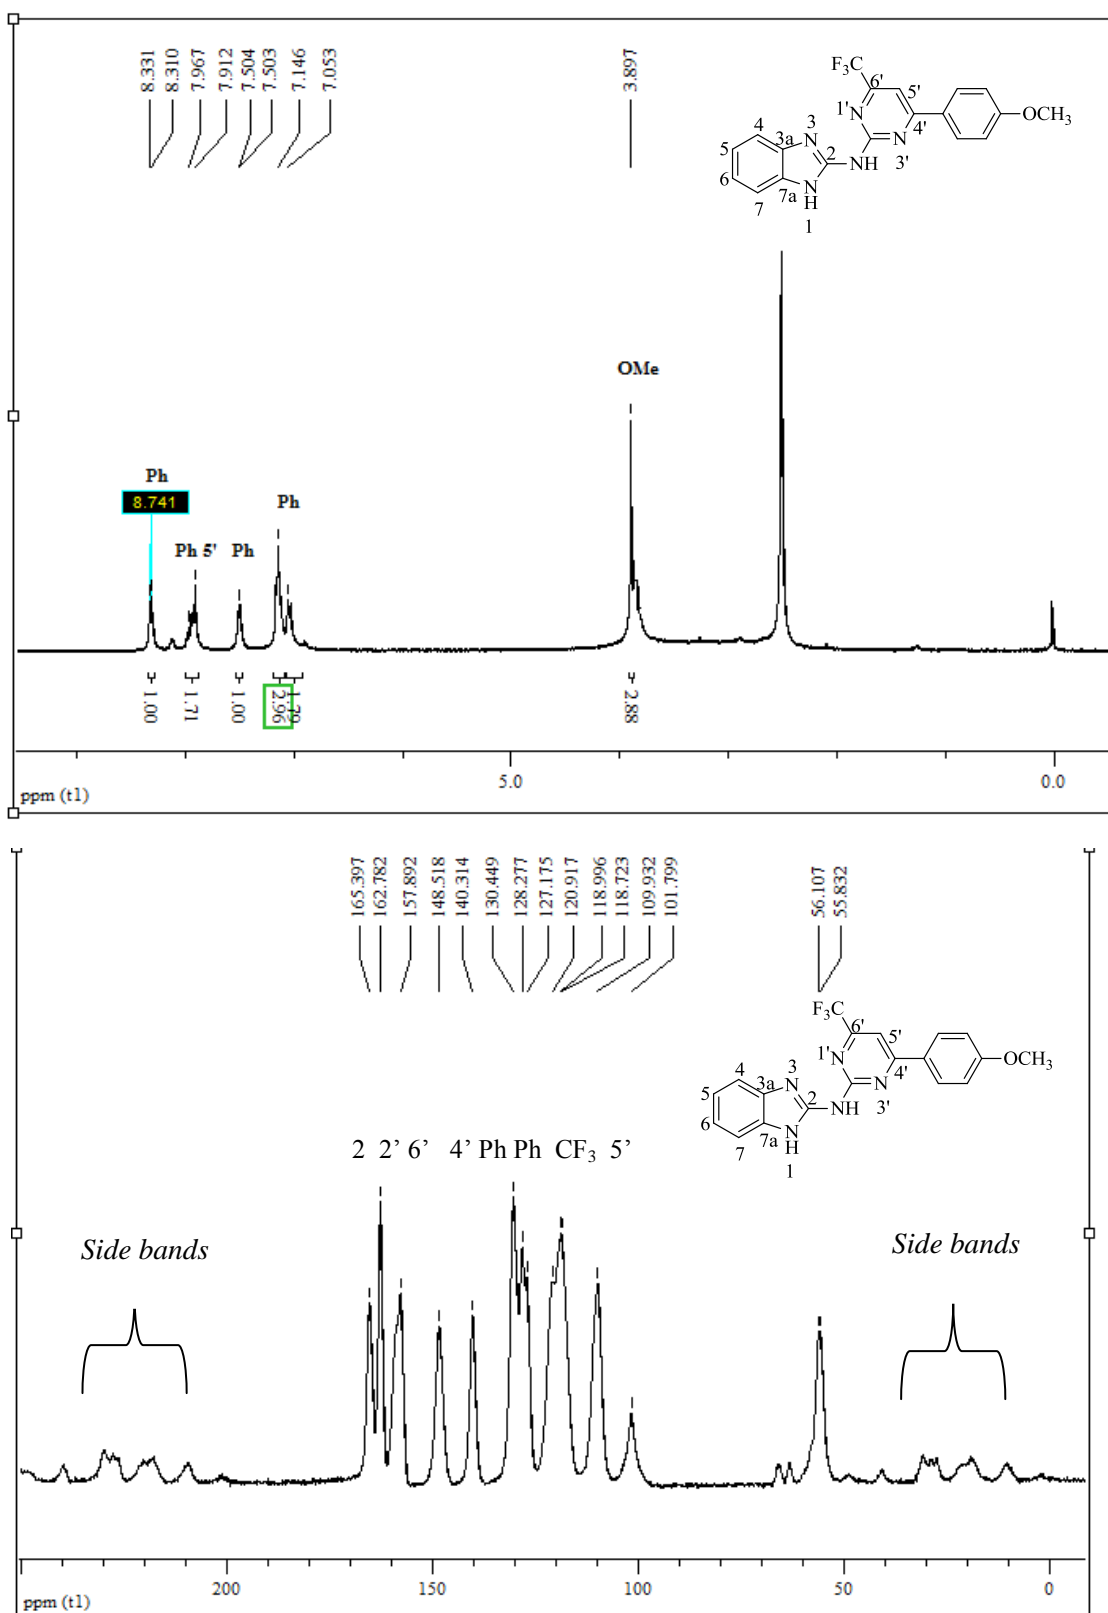 8.331
8.310
7.967
7.912
7.504
7.503
7.146
7.053
3.897
F3C
6'
5'
1' N
4'
OCH3
N
3'
4
3a
N 3
5
2
NH
6
7a
N
H
7
1
OMe
Ph
8.741
Ph 5'
Ph
Ph
1.00
1.71
1.00
2.96
1.79
2.88
5.0
0.0
ppm (t1)
165.397
162.782
157.892
148.518
140.314
130.449
128.277
127.175
120.917
118.996
118.723
109.932
101.799
56.107
55.832
F3C
6'
5'
1' N
4'
OCH3
N
3'
4
3a
N 3
5
2
NH
6
7a
N
H
7
1
2 2’ 6’ 4’ Ph Ph CF3 5’
Side bands
Side bands
200
150
100
50
0
ppm (t1)